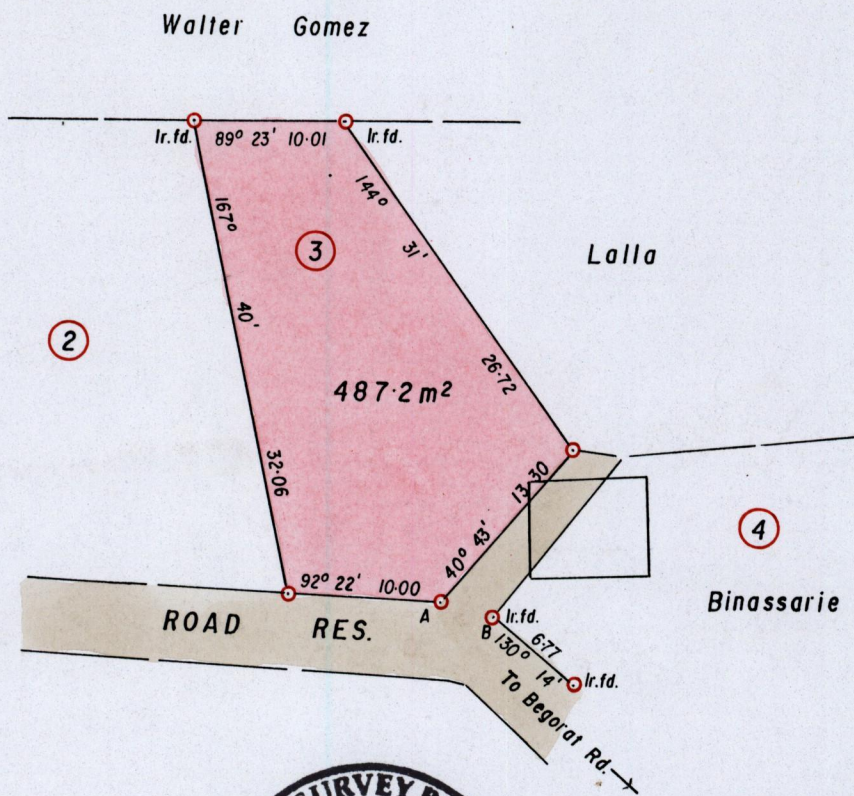 Walter Gomez
Ir.fd. 89° 23' 10·01 Ir.fd.
167° 40' 32·06
144° 31' 26·72
3
Lalla
2
487·2 m²
13·30
40° 43'
4
92° 22' 10·00
A
Binassarie
ROAD RES.
B
Ir.fd.
6·77
130° 14'
Ir.fd.
To Begorat Rd.
SURVEY